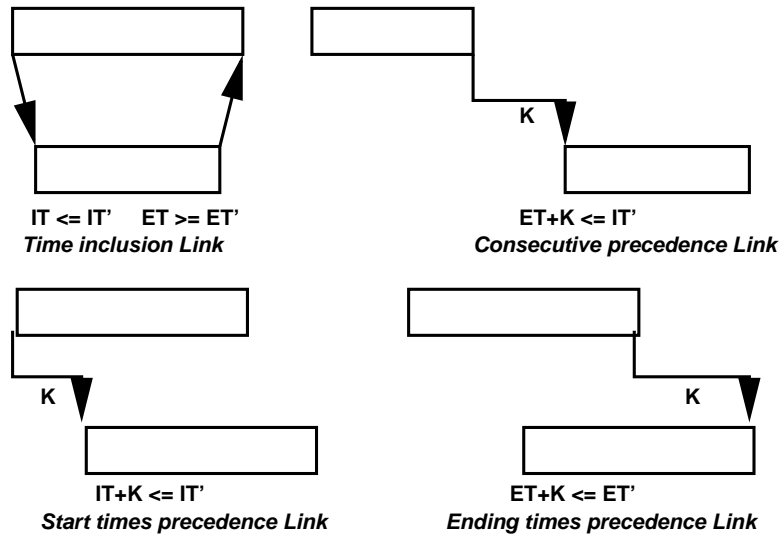 K
IT <= IT’ ET >= ET’
Time inclusion Link
ET+K <= IT’
Consecutive precedence Link
K
IT+K <= IT’
Start times precedence Link
K
ET+K <= ET’
Ending times precedence Link